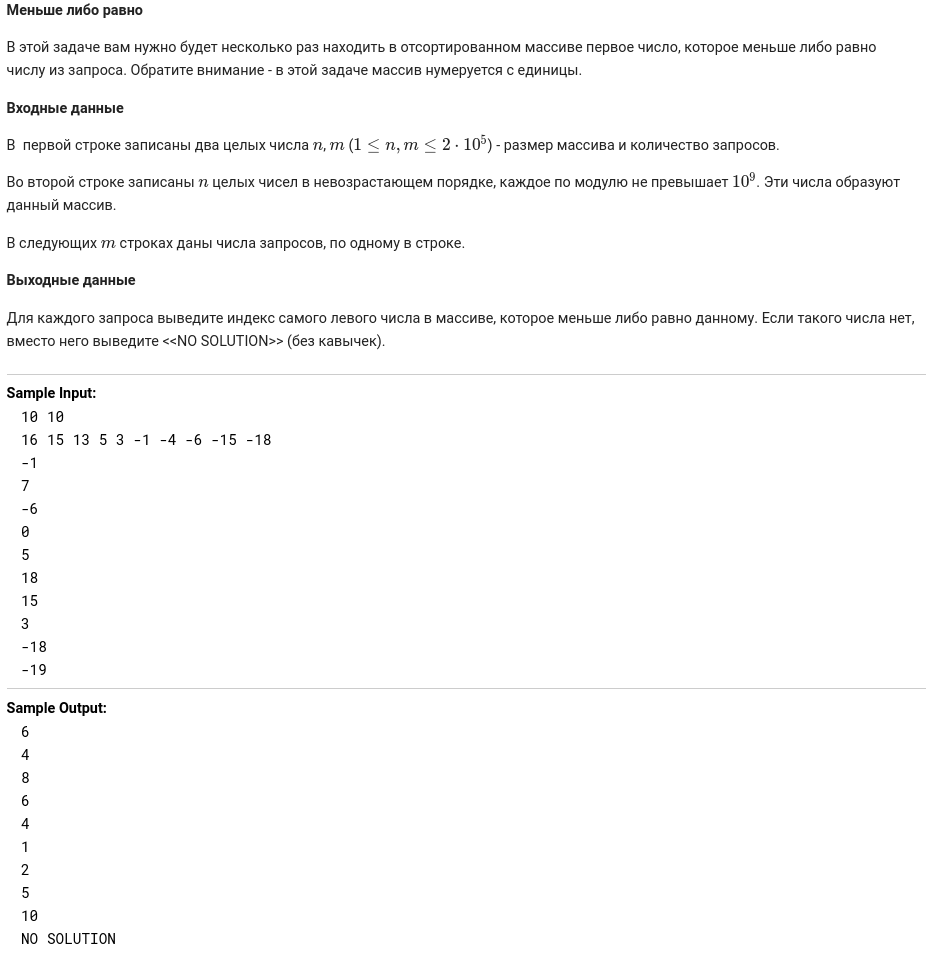 Меньше либо равно
В этой задаче вам нужно будет несколько раз находить в отсортированном массиве первое число, которое меньше либо равно
числу из запроса. Обратите внимание - в этой задаче массив нумеруется с единицы.
Входные данные
В  первой строке записаны два целых числа n, m (1 ≤ n, m ≤ 2 · 10⁵) - размер массива и количество запросов.
Во второй строке записаны n целых чисел в невозрастающем порядке, каждое по модулю не превышает 10⁹. Эти числа образуют
данный массив.
В следующих m строках даны числа запросов, по одному в строке.
Выходные данные
Для каждого запроса выведите индекс самого левого числа в массиве, которое меньше либо равно данному. Если такого числа нет,
вместо него выведите <<NO SOLUTION>> (без кавычек).
Sample Input:
10 10
16 15 13 5 3 -1 -4 -6 -15 -18
-1
7
-6
0
5
18
15
3
-18
-19
Sample Output:
6
4
8
6
4
1
2
5
10
NO SOLUTION